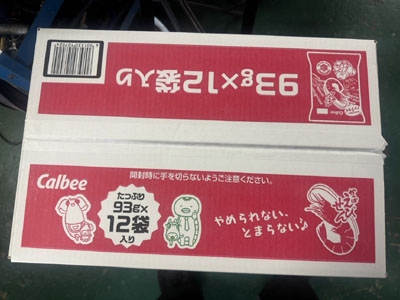 93g×12袋入り
Calbee
Calbee
開封時に手を切らないようご注意ください。
たっぷり
93g×
12袋
入り
やめられない、
とまらない♪